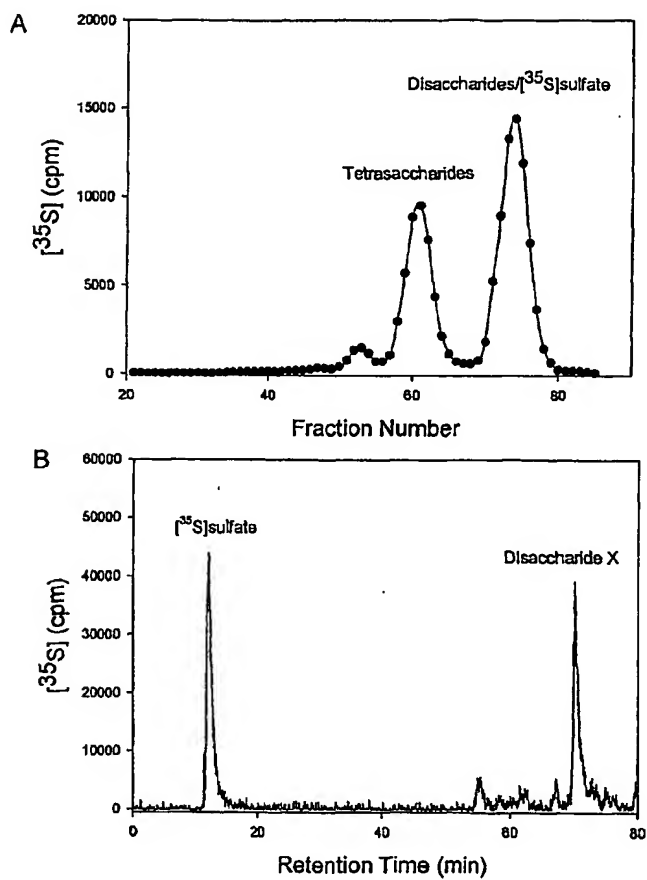 A
20000
15000
10000
5000
0
[35S] (cpm)
Disaccharides/[35S]sulfate
Tetrasaccharides
20
40
60
80
Fraction Number
B
60000
50000
40000
30000
20000
10000
0
[35S] (cpm)
[35S]sulfate
Disaccharide X
0
20
40
60
80
Retention Time (min)